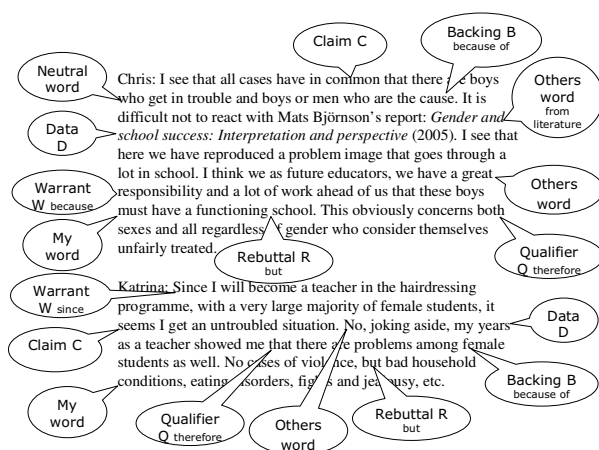 Claim C
Backing B
because of
Neutral
word
Others
word
from
literature
Data
D
Chris: I see that all cases have in common that there are boys
who get in trouble and boys or men who are the cause. It is
difficult not to react with Mats Björnson's report: Gender and
school success: Interpretation and perspective (2005). I see that
here we have reproduced a problem image that goes through a
lot in school. I think we as future educators, we have a great
responsibility and a lot of work ahead of us that these boys
must have a functioning school. This obviously concerns both
sexes and all regardless of gender who consider themselves
unfairly treated.
Warrant
W because
Others
word
My
word
Rebuttal R
but
Qualifier
Q therefore
Warrant
W since
Katrina: Since I will become a teacher in the hairdressing
programme, with a very large majority of female students, it
seems I get an untroubled situation. No, joking aside, my years
as a teacher showed me that there are problems among female
students as well. No cases of violence, but bad household
conditions, eating disorders, fights and jealousy, etc.
Data
D
Claim C
Backing B
because of
My
word
Qualifier
Q therefore
Others
word
Rebuttal R
but